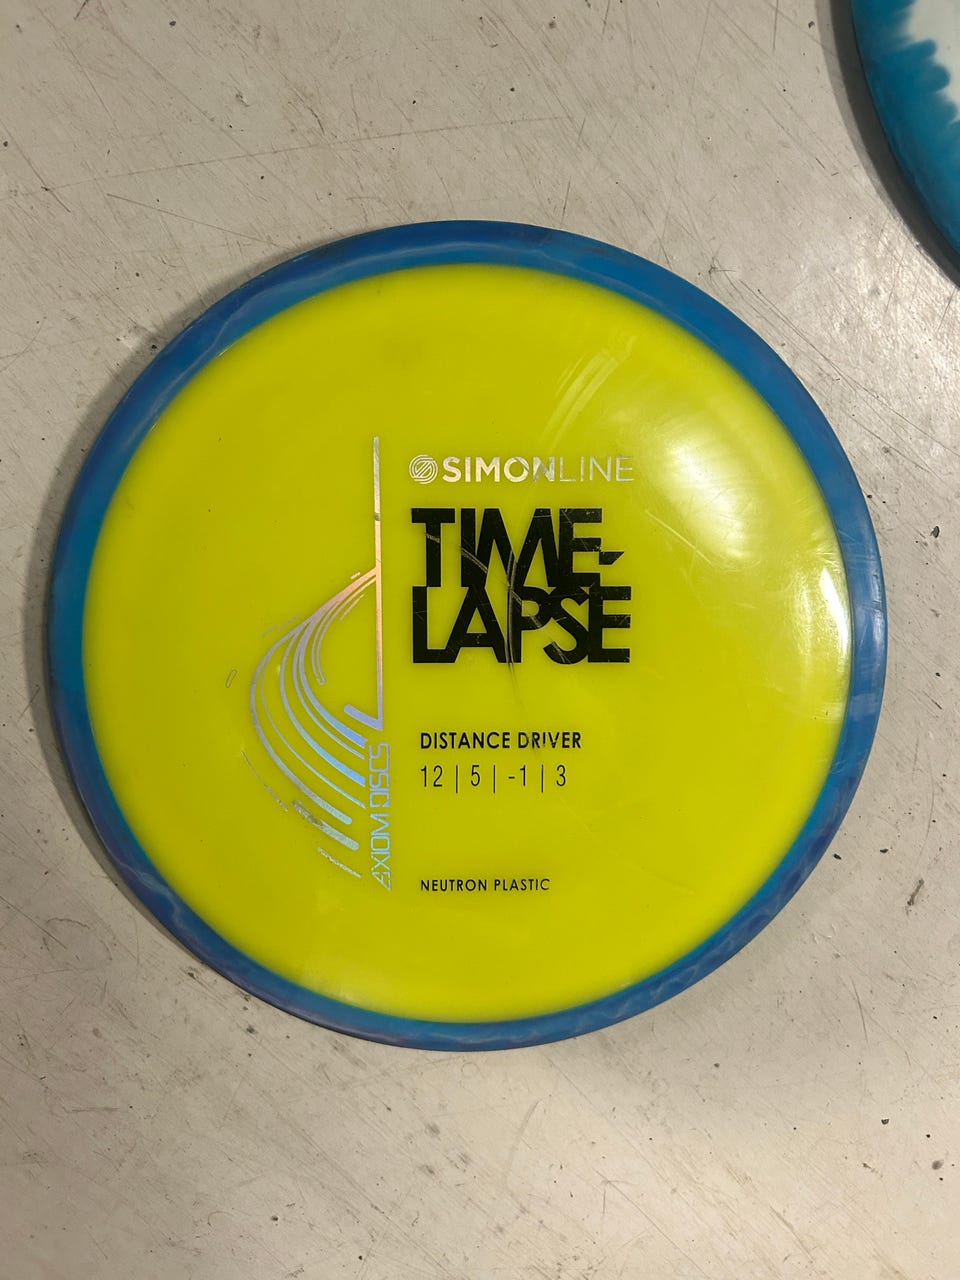 SIMONLINE
TIME-
LAPSE
DISTANCE DRIVER
12 | 5 | -1 | 3
AXIOM DISCS
NEUTRON PLASTIC